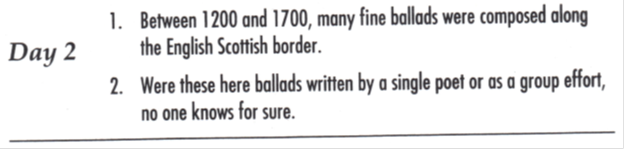 1. Between 1200 and 1700, many fine ballads were composed along
Day 2
the English Scottish border.
2. Were these here ballads written by a single poet or as a group effort,
no one knows for sure.